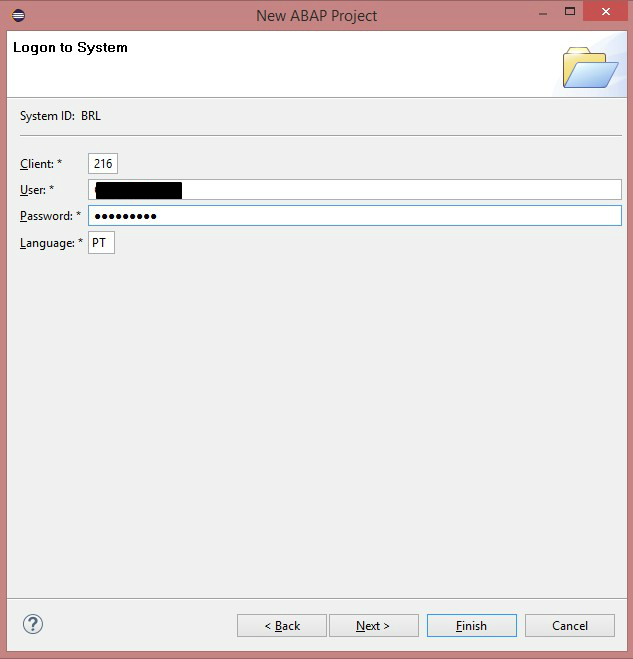 New ABAP Project
Logon to System
System ID: BRL
Client: * 216
User: *
Password: * •••••••••
Language: * PT
< Back Next > Finish Cancel